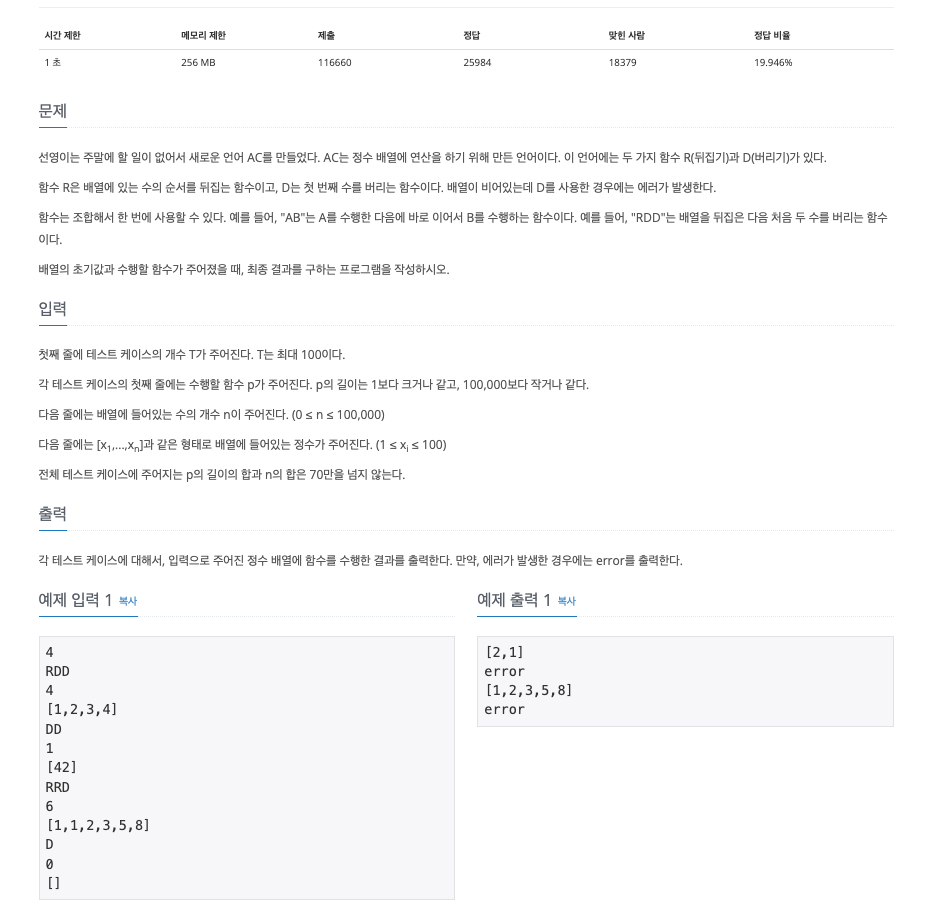 시간 제한 메모리 제한 제출 정답 맞힌 사람 정답 비율
1 초 256 MB 116660 25984 18379 19.946%
문제
선영이는 주말에 할 일이 없어서 새로운 언어 AC를 만들었다. AC는 정수 배열에 연산을 하기 위해 만든 언어이다. 이 언어에는 두 가지 함수 R(뒤집기)과 D(버리기)가 있다.
함수 R은 배열에 있는 수의 순서를 뒤집는 함수이고, D는 첫 번째 수를 버리는 함수이다. 배열이 비어있는데 D를 사용한 경우에는 에러가 발생한다.
함수는 조합해서 한 번에 사용할 수 있다. 예를 들어, "AB"는 A를 수행한 다음에 바로 이어서 B를 수행하는 함수이다. 예를 들어, "RDD"는 배열을 뒤집은 다음 처음 두 수를 버리는 함수
이다.
배열의 초기값과 수행할 함수가 주어졌을 때, 최종 결과를 구하는 프로그램을 작성하시오.
입력
첫째 줄에 테스트 케이스의 개수 T가 주어진다. T는 최대 100이다.
각 테스트 케이스의 첫째 줄에는 수행할 함수 p가 주어진다. p의 길이는 1보다 크거나 같고, 100,000보다 작거나 같다.
다음 줄에는 배열에 들어있는 수의 개수 n이 주어진다. (0 ≤ n ≤ 100,000)
다음 줄에는 [x1,...,xn]과 같은 형태로 배열에 들어있는 정수가 주어진다. (1 ≤ xi ≤ 100)
전체 테스트 케이스에 주어지는 p의 길이의 합과 n의 합은 70만을 넘지 않는다.
출력
각 테스트 케이스에 대해서, 입력으로 주어진 정수 배열에 함수를 수행한 결과를 출력한다. 만약, 에러가 발생한 경우에는 error를 출력한다.
예제 입력 1 복사
4
RDD
4
[1,2,3,4]
DD
1
[42]
RRD
6
[1,1,2,3,5,8]
D
0
[]
예제 출력 1 복사
[2,1]
error
[1,2,3,5,8]
error